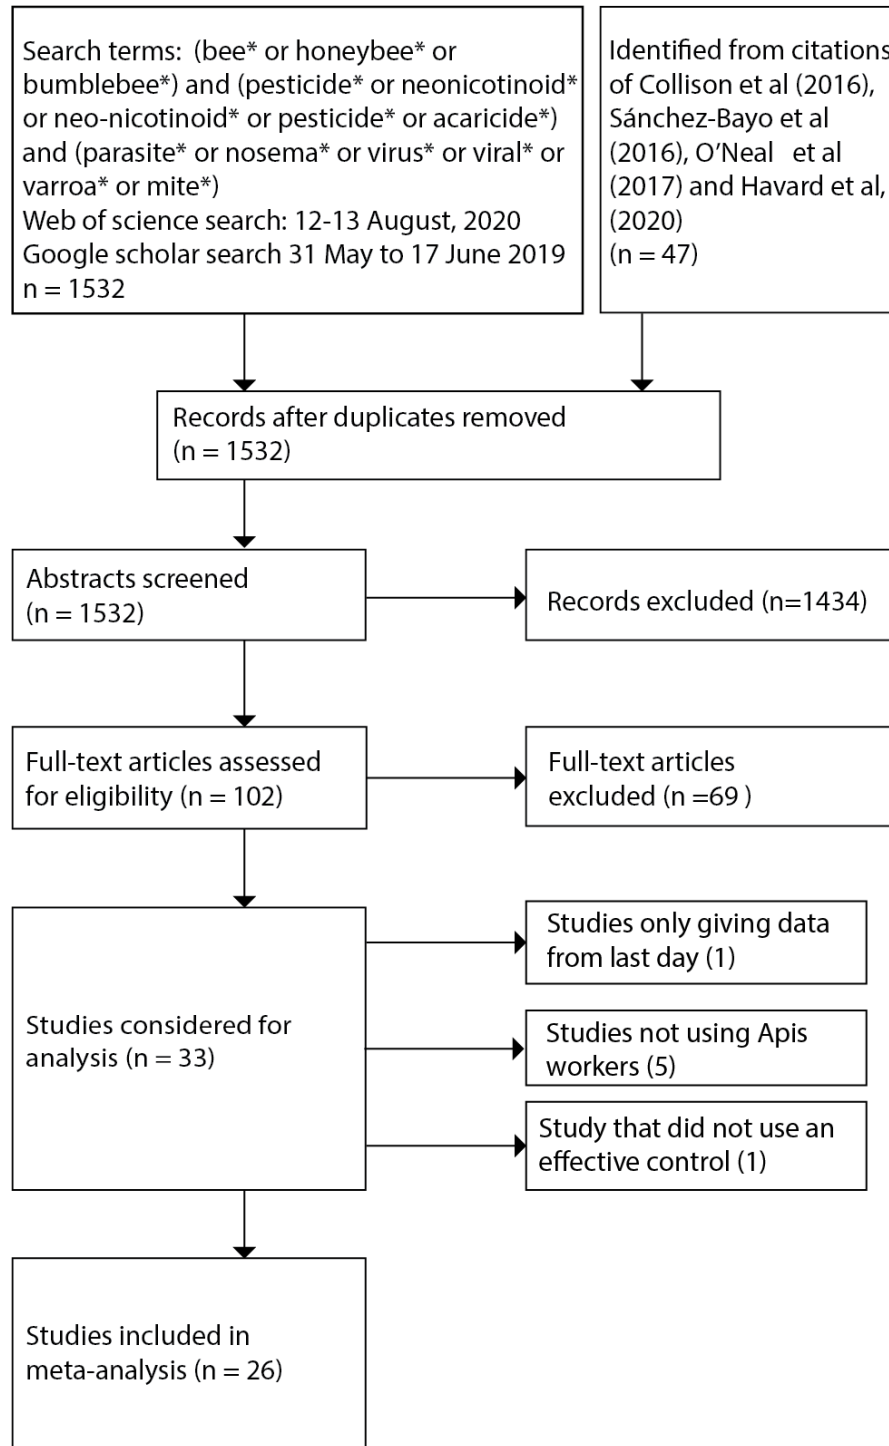 Search terms:  (bee* or honeybee* or
bumblebee*) and (pesticide* or neonicotinoid*
or neo-nicotinoid* or pesticide* or acaricide*)
and (parasite* or nosema* or virus* or viral* or
varroa* or mite*)
Web of science search: 12-13 August, 2020
Google scholar search 31 May to 17 June 2019
n = 1532
Identified from citations
of Collison et al (2016),
Sánchez-Bayo et al
(2016), O’Neal  et al
(2017) and Havard et al,
(2020)
(n = 47)
Records after duplicates removed
(n = 1532)
Abstracts screened
(n = 1532)
Records excluded (n=1434)
Full-text articles assessed
for eligibility (n = 102)
Full-text articles
excluded (n =69 )
Studies considered for
analysis (n = 33)
Studies only giving data
from last day (1)
Studies not using Apis
workers (5)
Study that did not use an
effective control (1)
Studies included in
meta-analysis (n = 26)